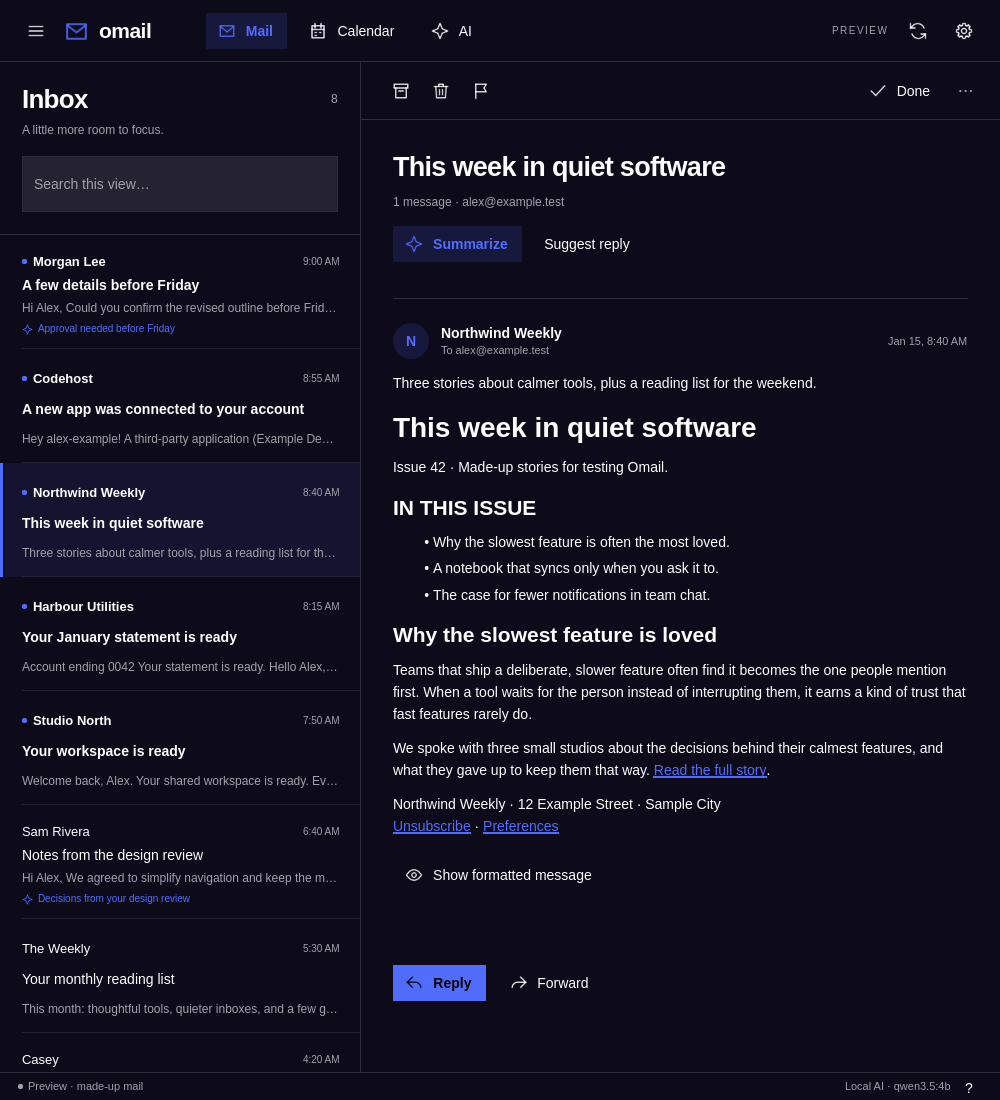 omail
Mail
Calendar
AI
PREVIEW
Inbox
8
A little more room to focus.
Search this view…
Morgan Lee
9:00 AM
A few details before Friday
Hi Alex, Could you confirm the revised outline before Frid…
Approval needed before Friday
Codehost
8:55 AM
A new app was connected to your account
Hey alex-example! A third-party application (Example De…
Northwind Weekly
8:40 AM
This week in quiet software
Three stories about calmer tools, plus a reading list for th…
Harbour Utilities
8:15 AM
Your January statement is ready
Account ending 0042 Your statement is ready. Hello Alex,…
Studio North
7:50 AM
Your workspace is ready
Welcome back, Alex. Your shared workspace is ready. Ev…
Sam Rivera
6:40 AM
Notes from the design review
Hi Alex, We agreed to simplify navigation and keep the m…
Decisions from your design review
The Weekly
5:30 AM
Your monthly reading list
This month: thoughtful tools, quieter inboxes, and a few g…
Casey
4:20 AM
Done
This week in quiet software
1 message · alex@example.test
Summarize
Suggest reply
N
Northwind Weekly
To alex@example.test
Jan 15, 8:40 AM
Three stories about calmer tools, plus a reading list for the weekend.
This week in quiet software
Issue 42 · Made-up stories for testing Omail.
IN THIS ISSUE
• Why the slowest feature is often the most loved.
• A notebook that syncs only when you ask it to.
• The case for fewer notifications in team chat.
Why the slowest feature is loved
Teams that ship a deliberate, slower feature often find it becomes the one people mention
first. When a tool waits for the person instead of interrupting them, it earns a kind of trust that
fast features rarely do.
We spoke with three small studios about the decisions behind their calmest features, and
what they gave up to keep them that way. Read the full story.
Northwind Weekly · 12 Example Street · Sample City
Unsubscribe · Preferences
Show formatted message
Reply
Forward
Preview · made-up mail
Local AI · qwen3.5:4b
?